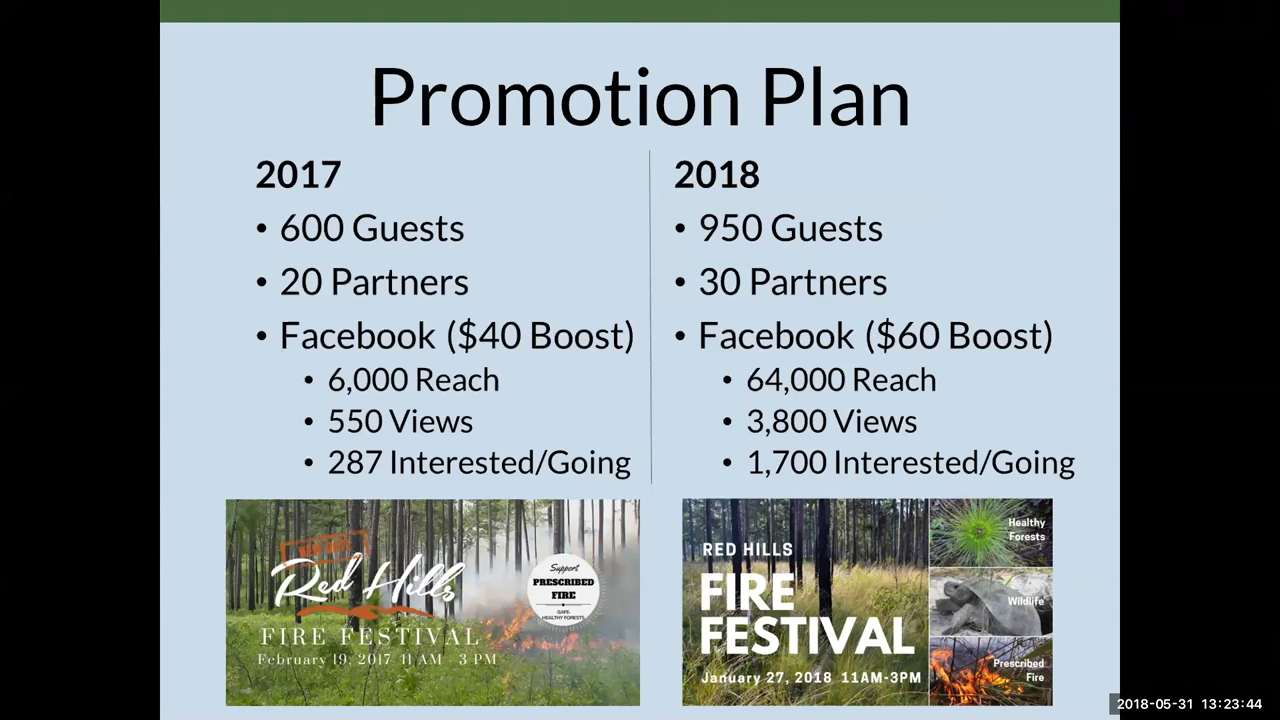 Promotion Plan
2017
• 600 Guests
• 20 Partners
• Facebook ($40 Boost)
• 6,000 Reach
• 550 Views
• 287 Interested/Going
2018
• 950 Guests
• 30 Partners
• Facebook ($60 Boost)
• 64,000 Reach
• 3,800 Views
• 1,700 Interested/Going
Red Hills
FIRE FESTIVAL
February 19, 2017 11 AM - 3 PM
Support
PRESCRIBED
FIRE
-SAFE-
HEALTHY FORESTS
RED HILLS
FIRE
FESTIVAL
January 27, 2018 11AM-3PM
Healthy
Forests
Wildlife
Prescribed
Fire
2018-05-31 13:23:44